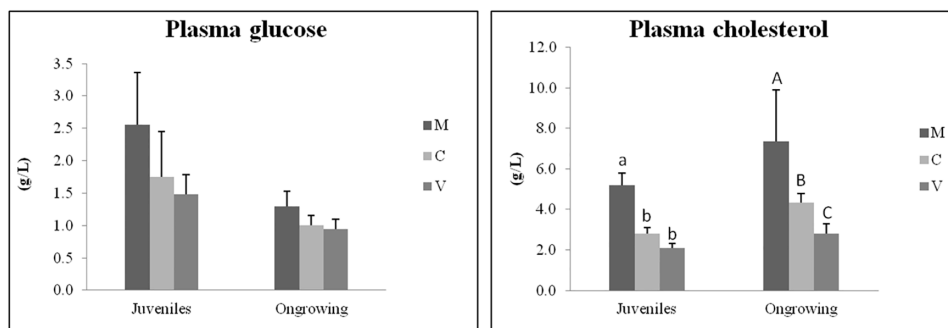 Plasma glucose
3.5
3.0
2.5
2.0
1.5
1.0
0.5
0.0
(g/L)
Juveniles
Ongrowing
M
C
V
Plasma cholesterol
12.0
10.0
8.0
6.0
4.0
2.0
0.0
(g/L)
a
b
b
A
B
C
Juveniles
Ongrowing
M
C
V